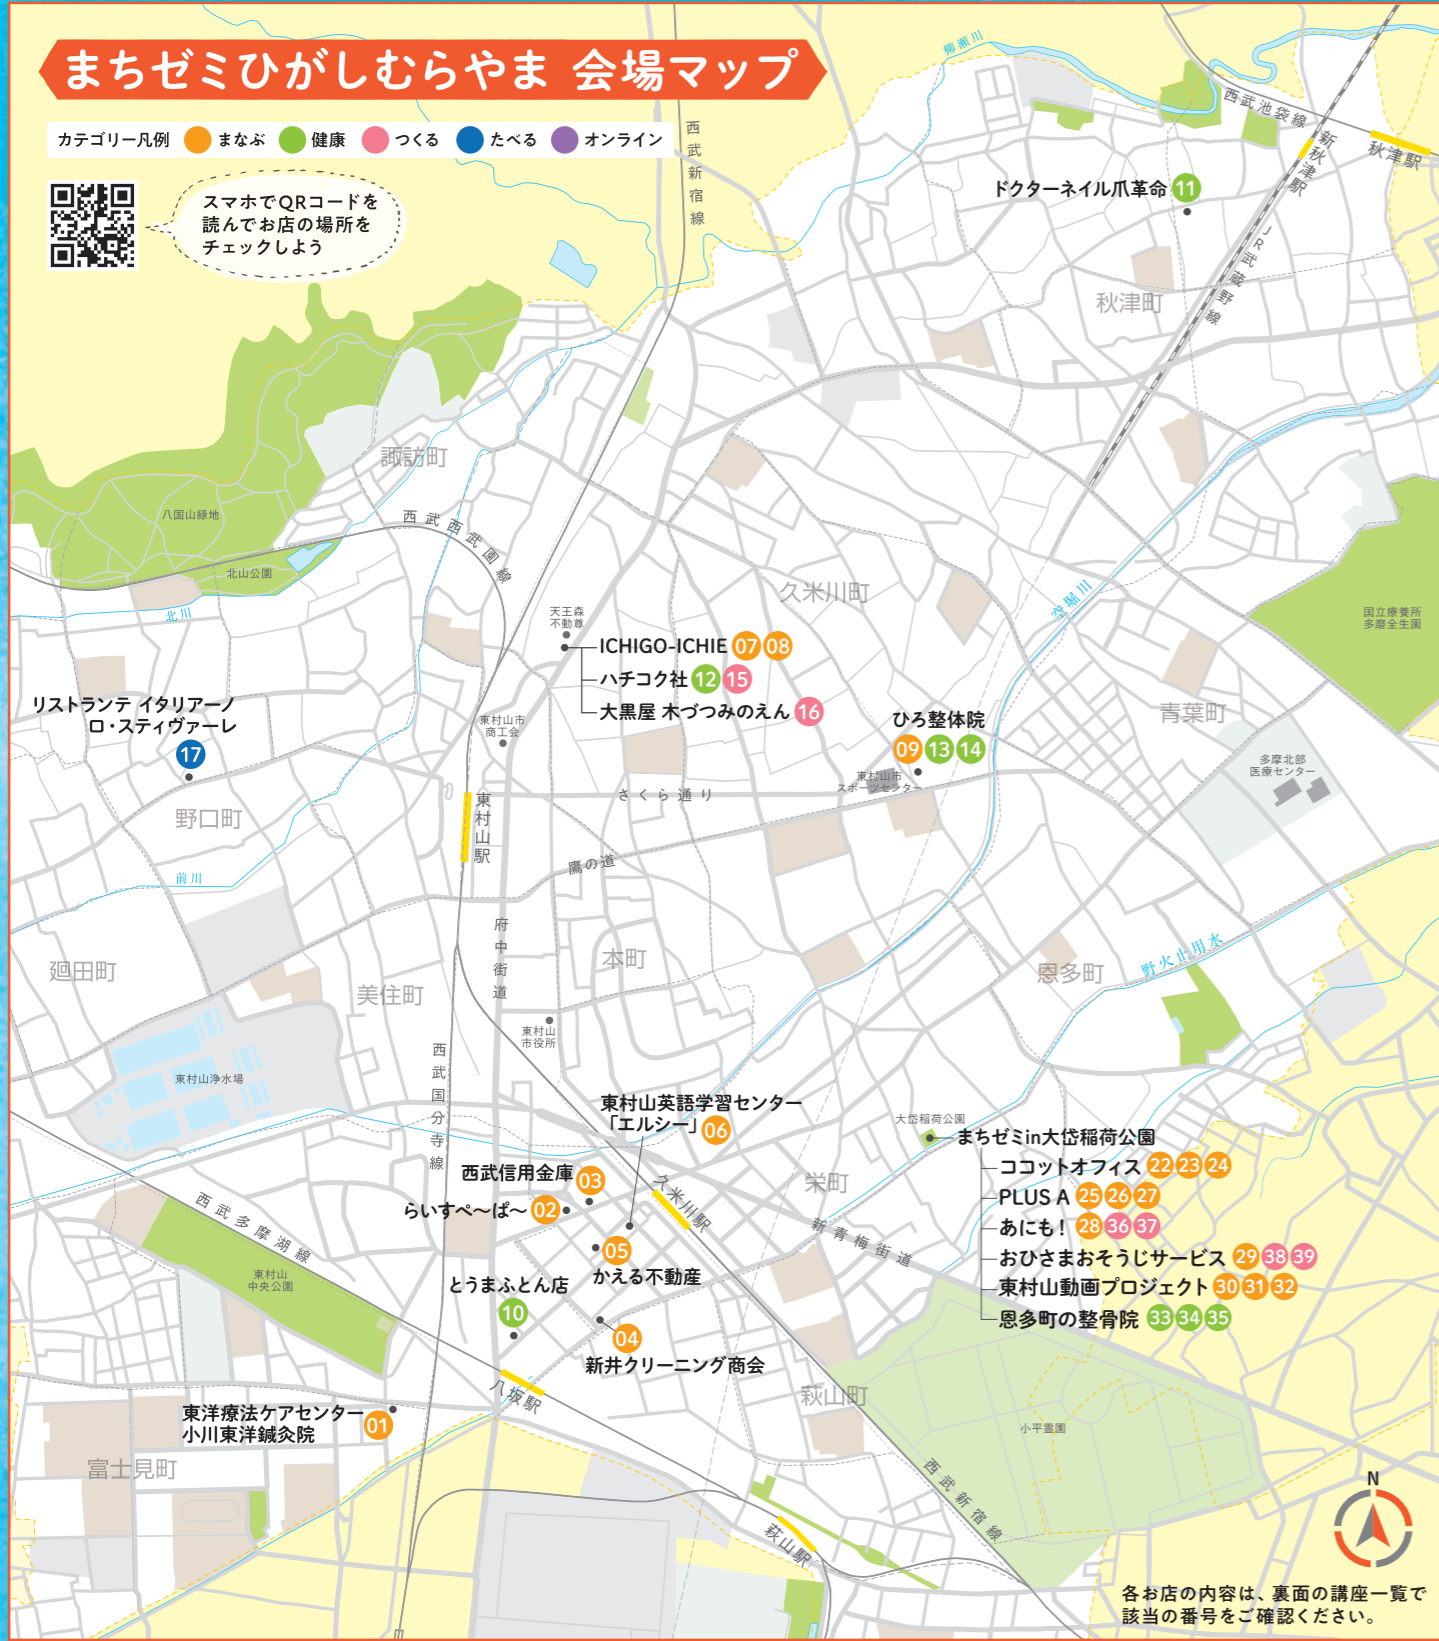 まちゼミひがしむらやま 会場マップ
カテゴリー凡例 まなぶ 健康 つくる たべる オンライン
スマホでQRコードを
読んでお店の場所を
チェックしよう
柳瀬川
西武池袋線
秋津駅
新秋津駅
西武新宿線
ドクターネイル爪革命 11
JR武蔵野線
秋津町
諏訪町
八国山緑地
西武西武園線
北山公園
北川
久米川町
空堀川
国立療養所
多磨全生園
天王森
不動尊
ICHIGO-ICHIE 07 08
ハチコク社 12 15
大黒屋 木づつみのえん 16
リストランテ イタリアーノ
ロ・スティヴァーレ
17
東村山市
商工会
ひろ整体院
09 13 14
東村山市
スポーツセンター
青葉町
多摩北部
医療センター
野口町
東村山駅
さくら通り
鷹の道
前川
府中街道
本町
廻田町
美住町
恩多町
野火止用水
東村山
市役所
西武国分寺線
東村山浄水場
東村山英語学習センター
「エルシー」 06
大岱稲荷公園
まちゼミin大岱稲荷公園
ココットオフィス 22 23 24
PLUS A 25 26 27
あにも! 28 36 37
おひさまおそうじサービス 29 38 39
東村山動画プロジェクト 30 31 32
恩多町の整骨院 33 34 35
西武信用金庫 03
らいすぺ〜ぱ〜 02
久米川駅
栄町
新青梅街道
西武多摩湖線
東村山
中央公園
05
かえる不動産
とうまふとん店
10
04
新井クリーニング商会
八坂駅
萩山町
小平霊園
東洋療法ケアセンター
小川東洋鍼灸院 01
富士見町
西武新宿線
萩山駅
N
各お店の内容は、裏面の講座一覧で
該当の番号をご確認ください。